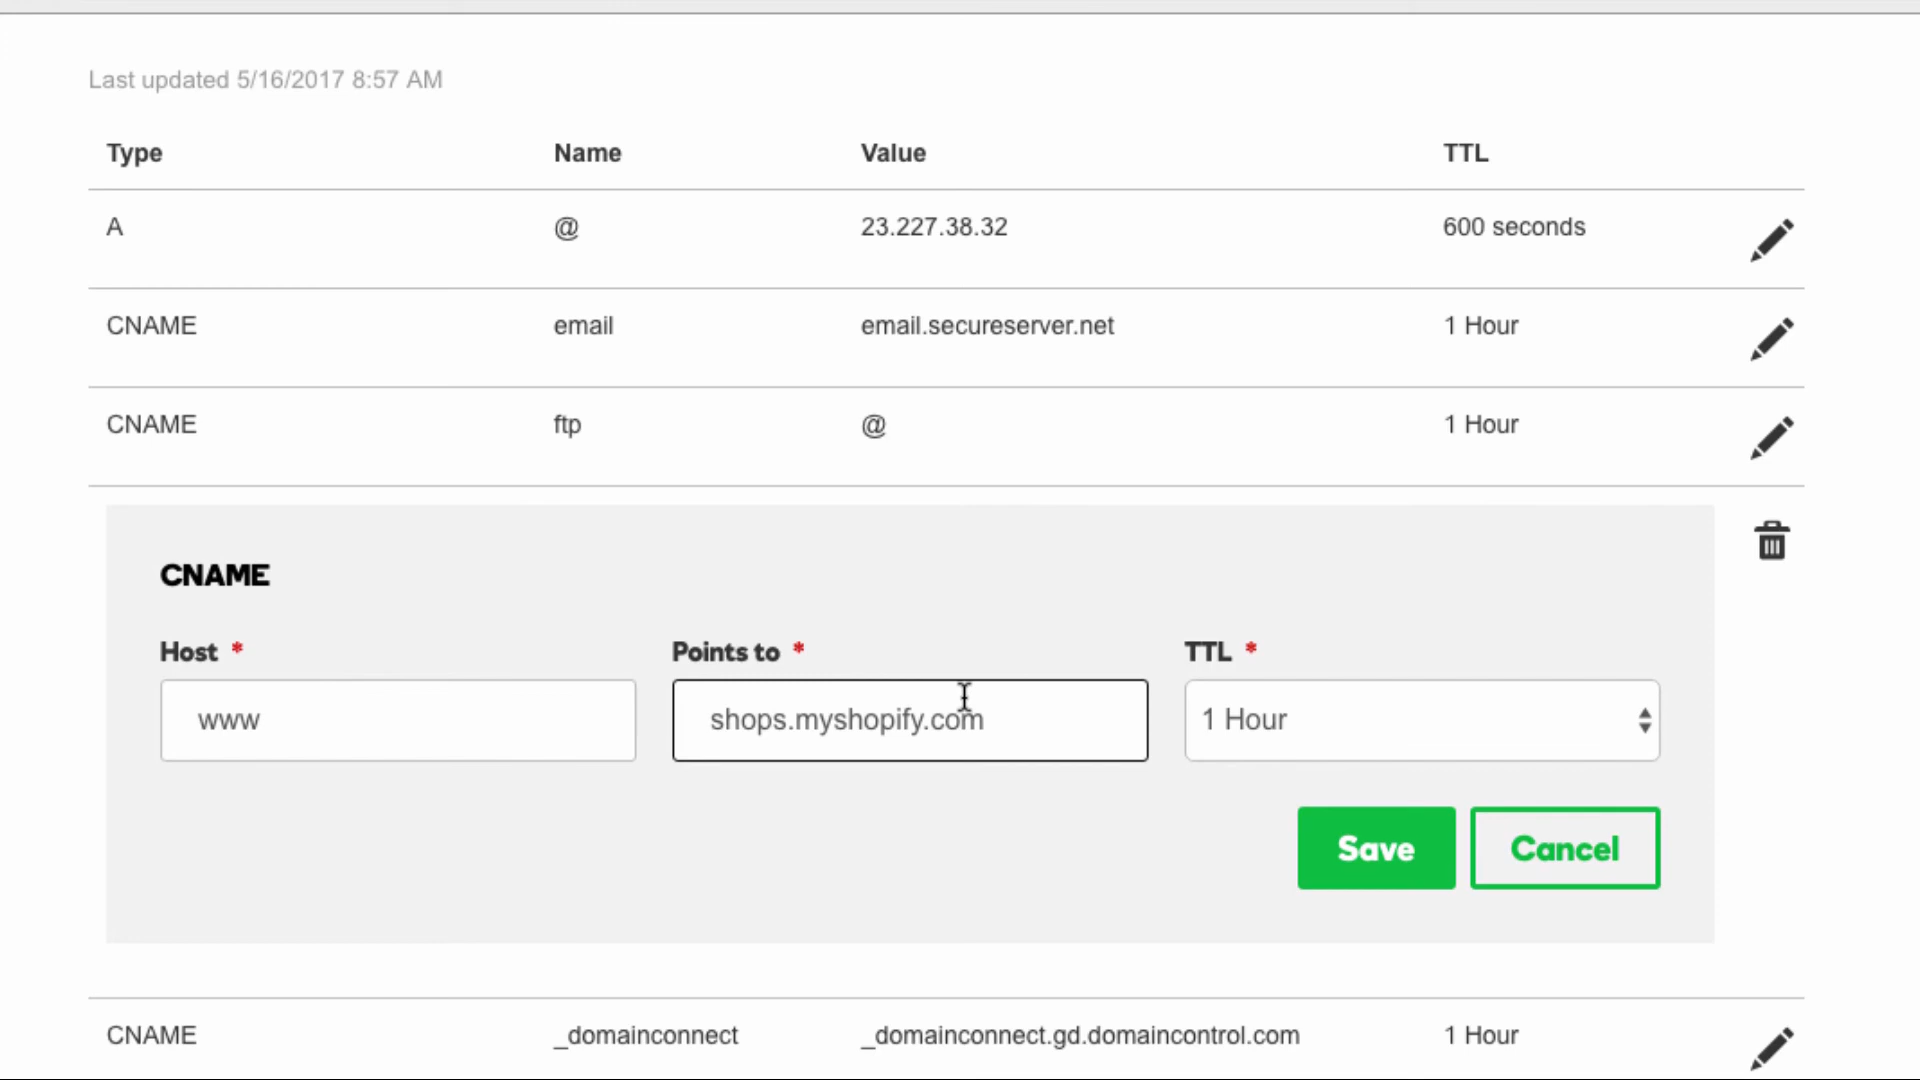 Last updated 5/16/2017 8:57 AM
Type Name Value TTL
A @ 23.227.38.32 600 seconds
CNAME email email.secureserver.net 1 Hour
CNAME ftp @ 1 Hour
CNAME
Host * Points to * TTL *
www shops.myshopify.com 1 Hour
Save Cancel
CNAME _domainconnect _domainconnect.gd.domaincontrol.com 1 Hour